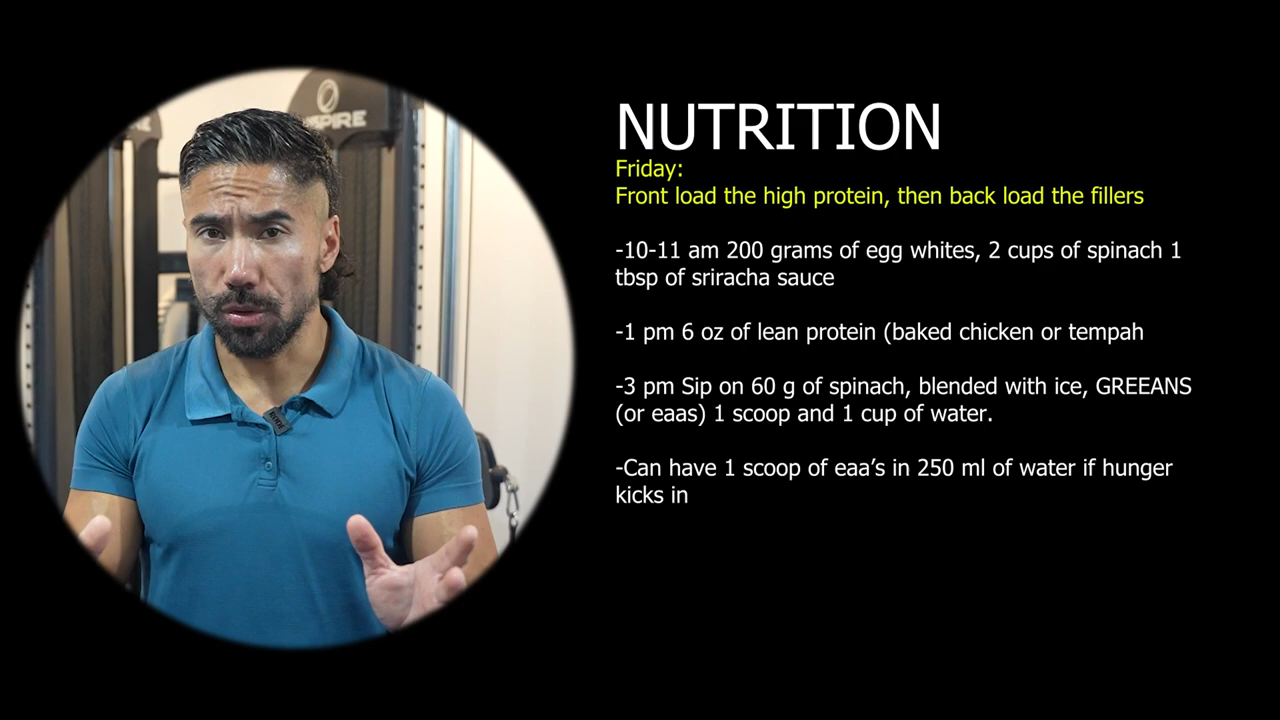 NSPIRE
RE
NUTRITION
Friday:
Front load the high protein, then back load the fillers
-10-11 am 200 grams of egg whites, 2 cups of spinach 1
tbsp of sriracha sauce
-1 pm 6 oz of lean protein (baked chicken or tempah
-3 pm Sip on 60 g of spinach, blended with ice, GREEANS
(or eaas) 1 scoop and 1 cup of water.
-Can have 1 scoop of eaa’s in 250 ml of water if hunger
kicks in